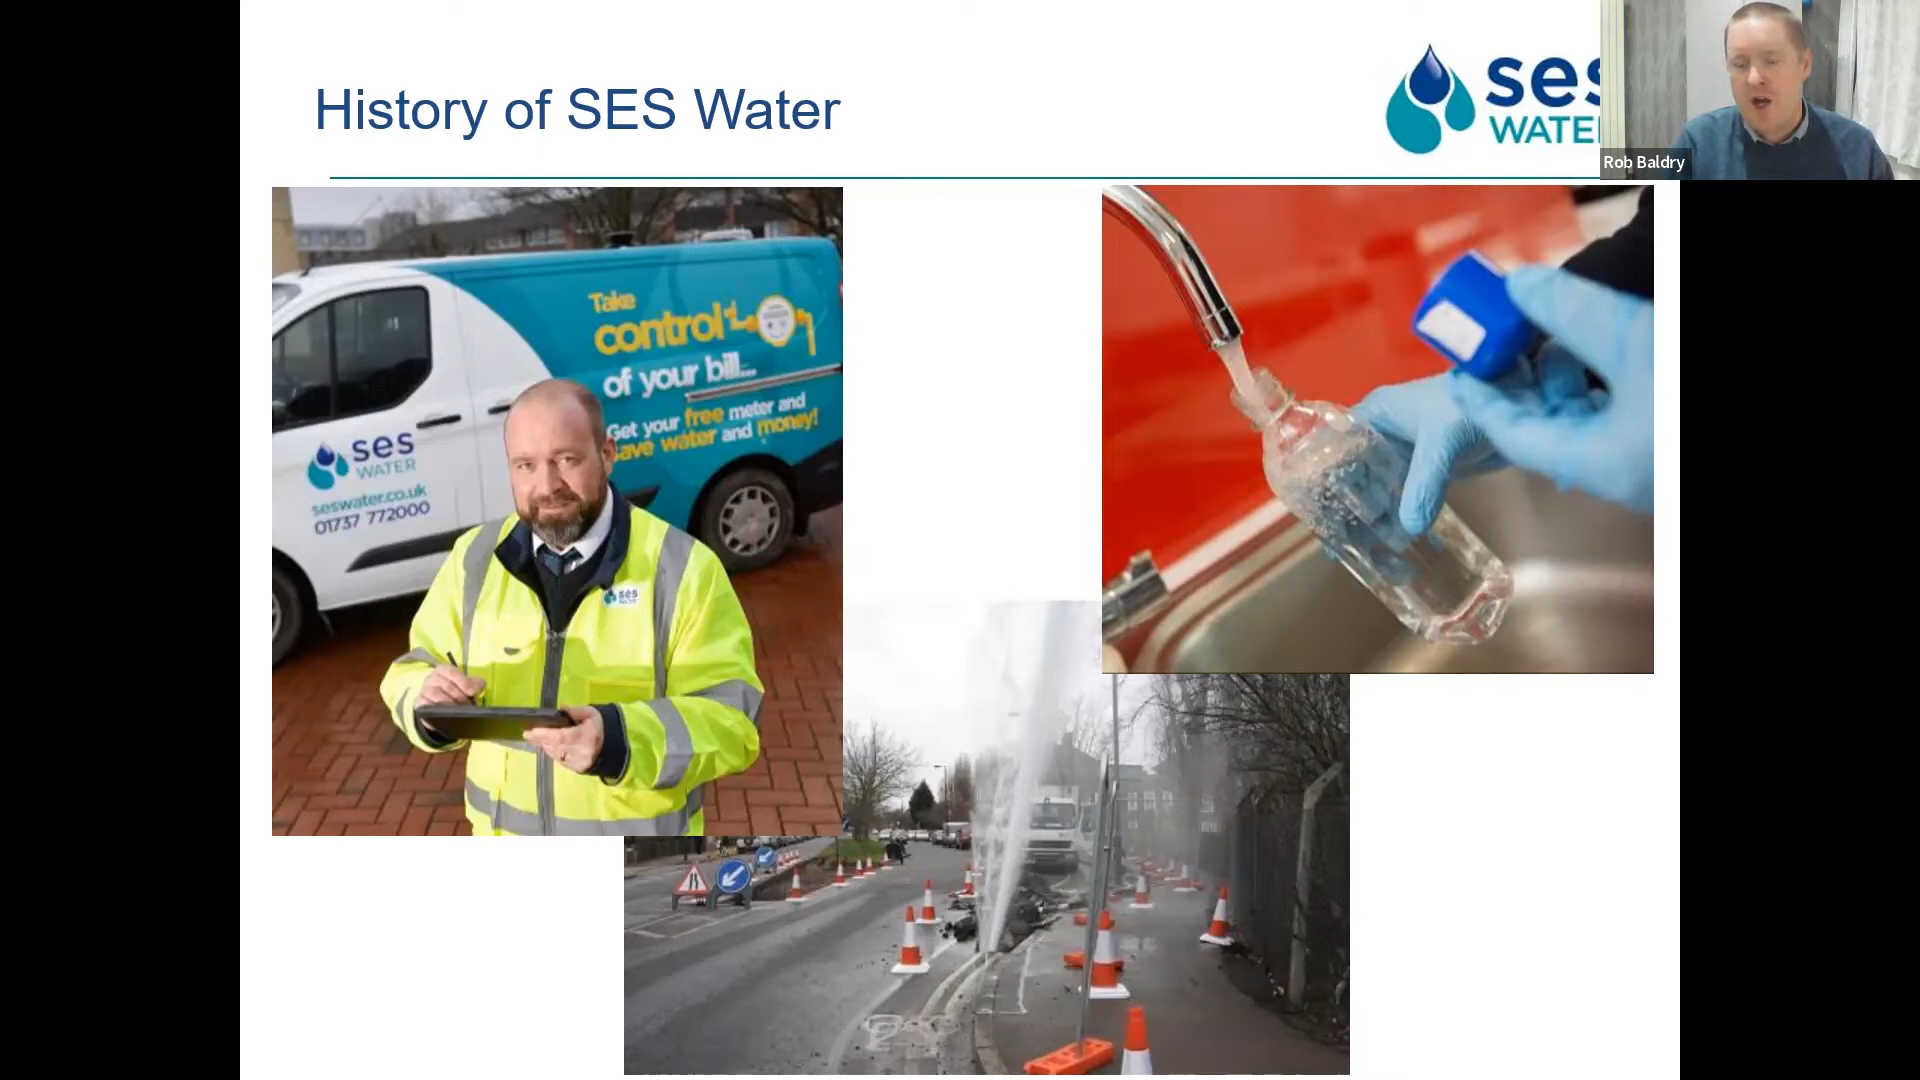 History of SES Water
ses
WATER
Rob Baldry
Take
control
of your bill...
Get your free meter and
save water and money!
ses
WATER
seswater.co.uk
01737 772000
ses
WATER